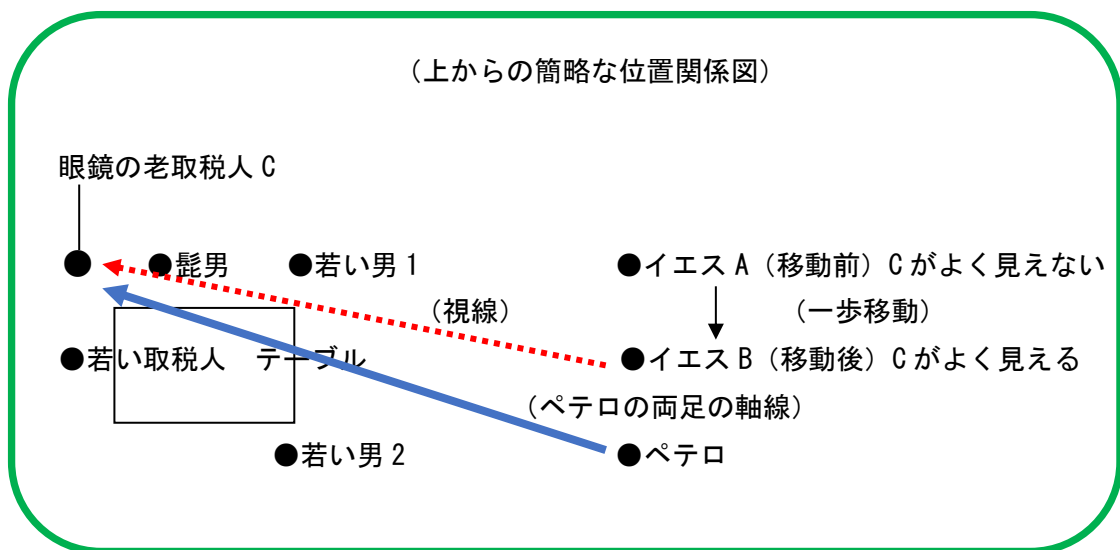 （上からの簡略な位置関係図）
眼鏡の老取税人 C
●髭男 ●若い男 1 ●イエス A（移動前）C がよく見えない
（視線） （一歩移動）
●若い取税人 テーブル ●イエス B（移動後）C がよく見える
（ペテロの両足の軸線）
●若い男 2 ●ペテロ